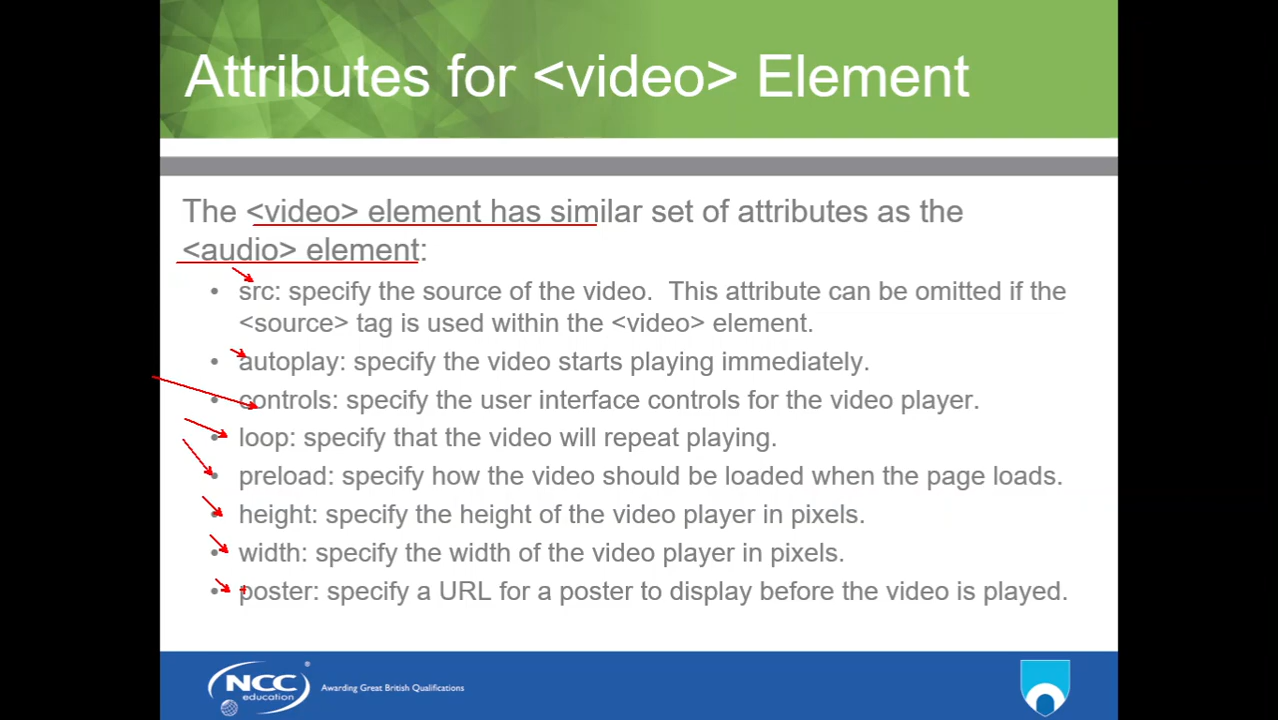 Attributes for <video> Element
The <video> element has similar set of attributes as the
<audio> element:
• src: specify the source of the video.  This attribute can be omitted if the
<source> tag is used within the <video> element.
• autoplay: specify the video starts playing immediately.
• controls: specify the user interface controls for the video player.
• loop: specify that the video will repeat playing.
• preload: specify how the video should be loaded when the page loads.
• height: specify the height of the video player in pixels.
• width: specify the width of the video player in pixels.
• poster: specify a URL for a poster to display before the video is played.
NCC ®
education
Awarding Great British Qualifications